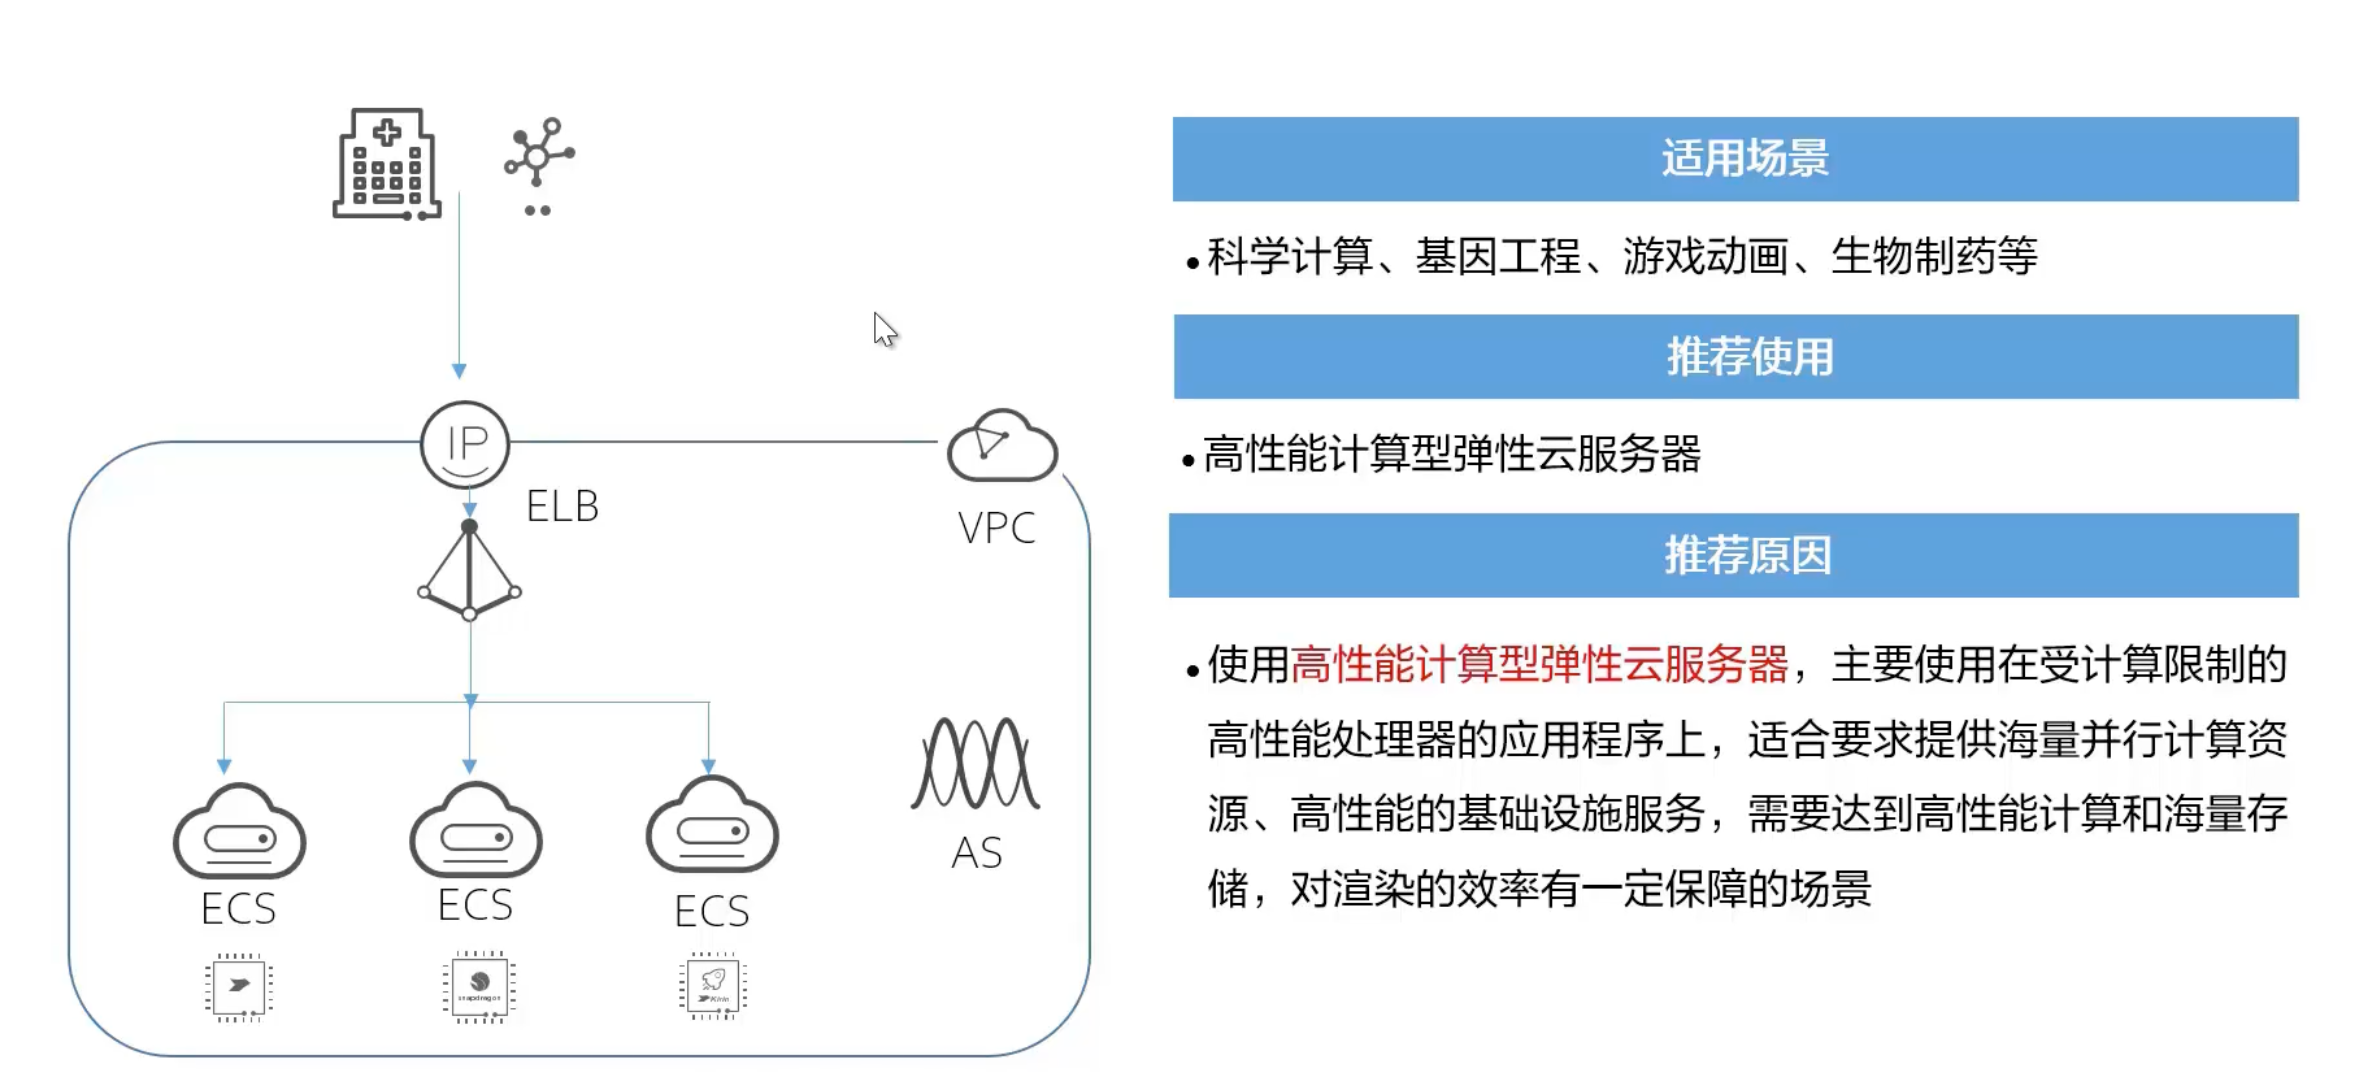 适用场景
•科学计算、基因工程、游戏动画、生物制药等
推荐使用
•高性能计算型弹性云服务器
推荐原因
•使用高性能计算型弹性云服务器，主要使用在受计算限制的
高性能处理器的应用程序上，适合要求提供海量并行计算资
源、高性能的基础设施服务，需要达到高性能计算和海量存
储，对渲染的效率有一定保障的场景
IP
ELB
VPC
AS
ECS
ECS
ECS
snapdragon
Kirin